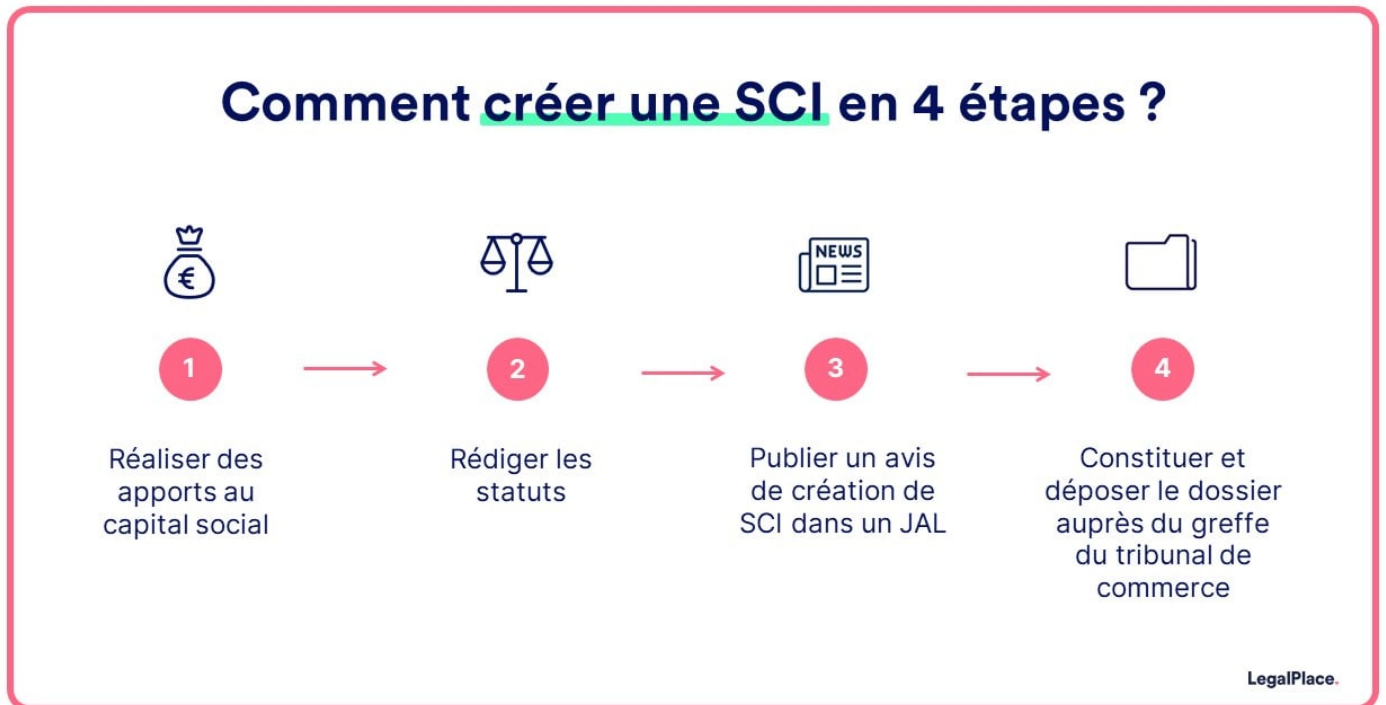 Comment créer une SCI en 4 étapes ?
NEWS
€
1
2
3
4
Réaliser des
apports au
capital social
Rédiger les
statuts
Publier un avis
de création de
SCI dans un JAL
Constituer et
déposer le dossier
auprès du greffe
du tribunal de
commerce
LegalPlace.